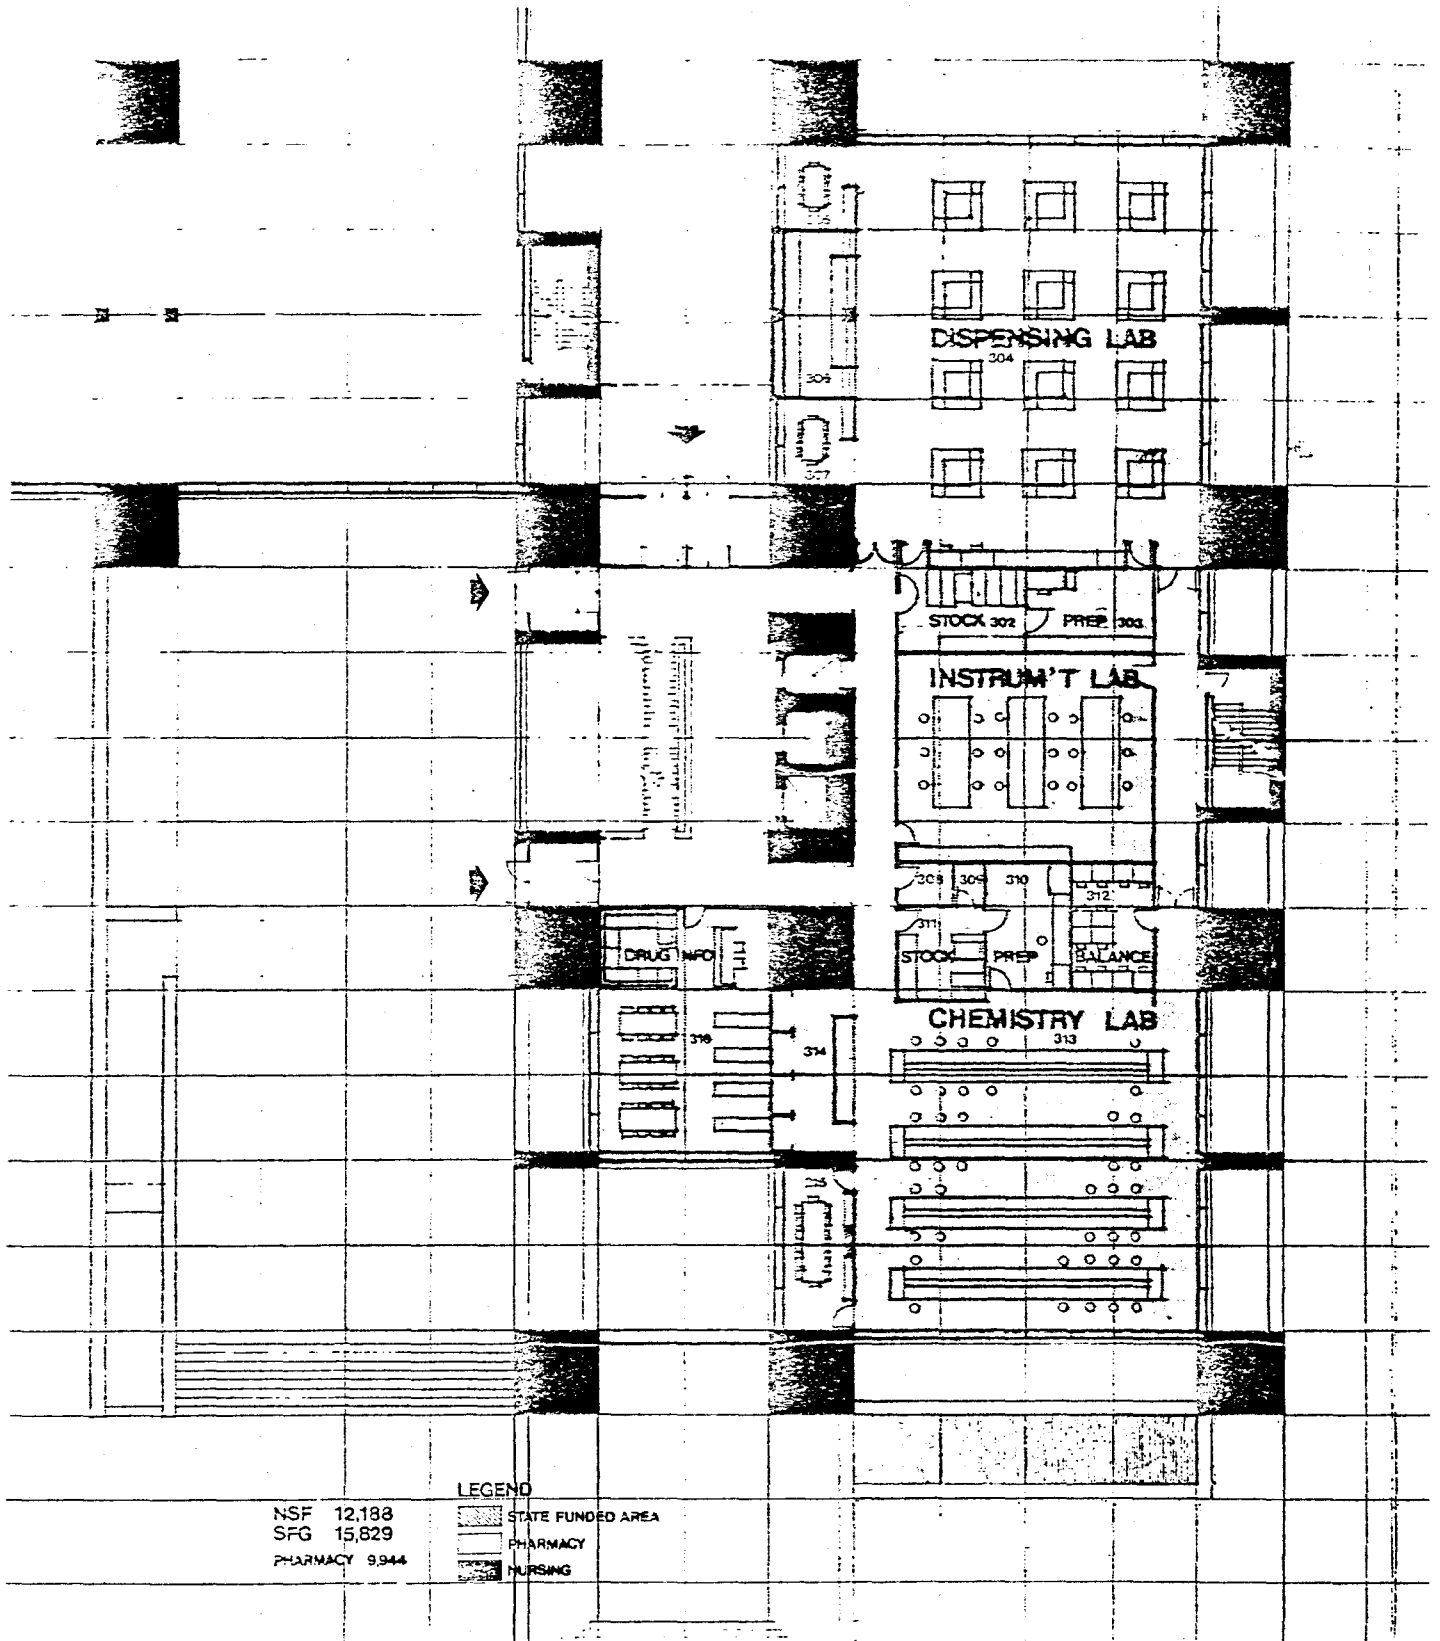 DISPENSING LAB
304
305
STOCK 302 PREP 303
INSTRUM'T LAB
308 309 310
312
311
DRUG INFO STOCK PREP BALANCE
CHEMISTRY LAB
316 314 313
LEGEND
NSF 12,188
STATE FUNDED AREA
SFG 15,829
PHARMACY
PHARMACY 9,944
NURSING